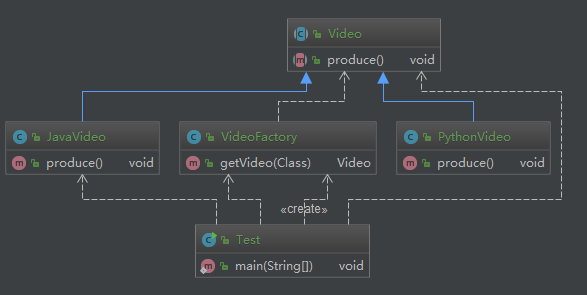 Video
produce() void
JavaVideo
produce() void
VideoFactory
getVideo(Class) Video
PythonVideo
produce() void
«create»
Test
main(String[]) void